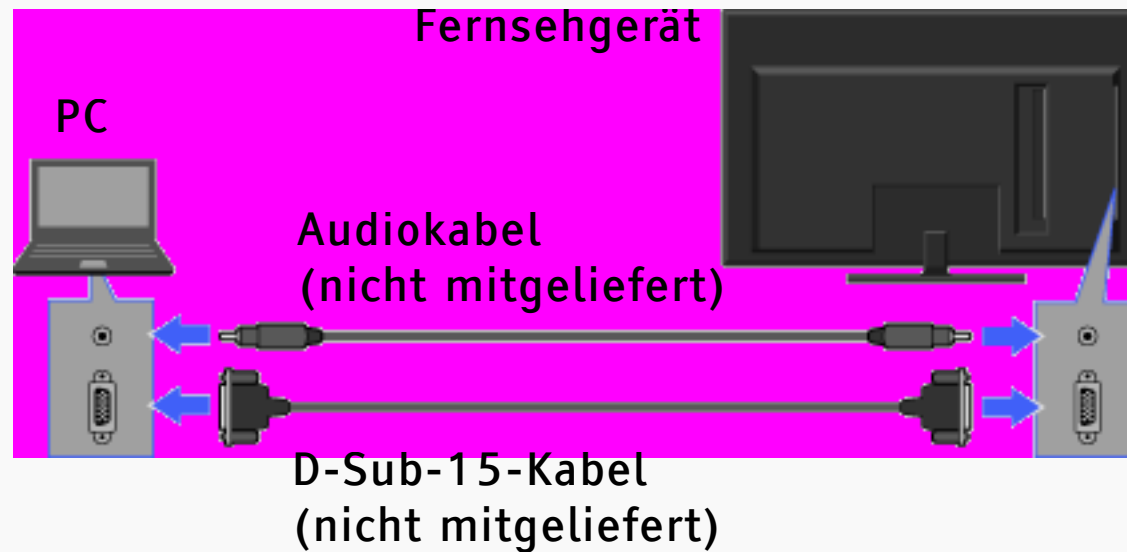 Fernsehgerät
PC
Audiokabel
(nicht mitgeliefert)
D-Sub-15-Kabel
(nicht mitgeliefert)